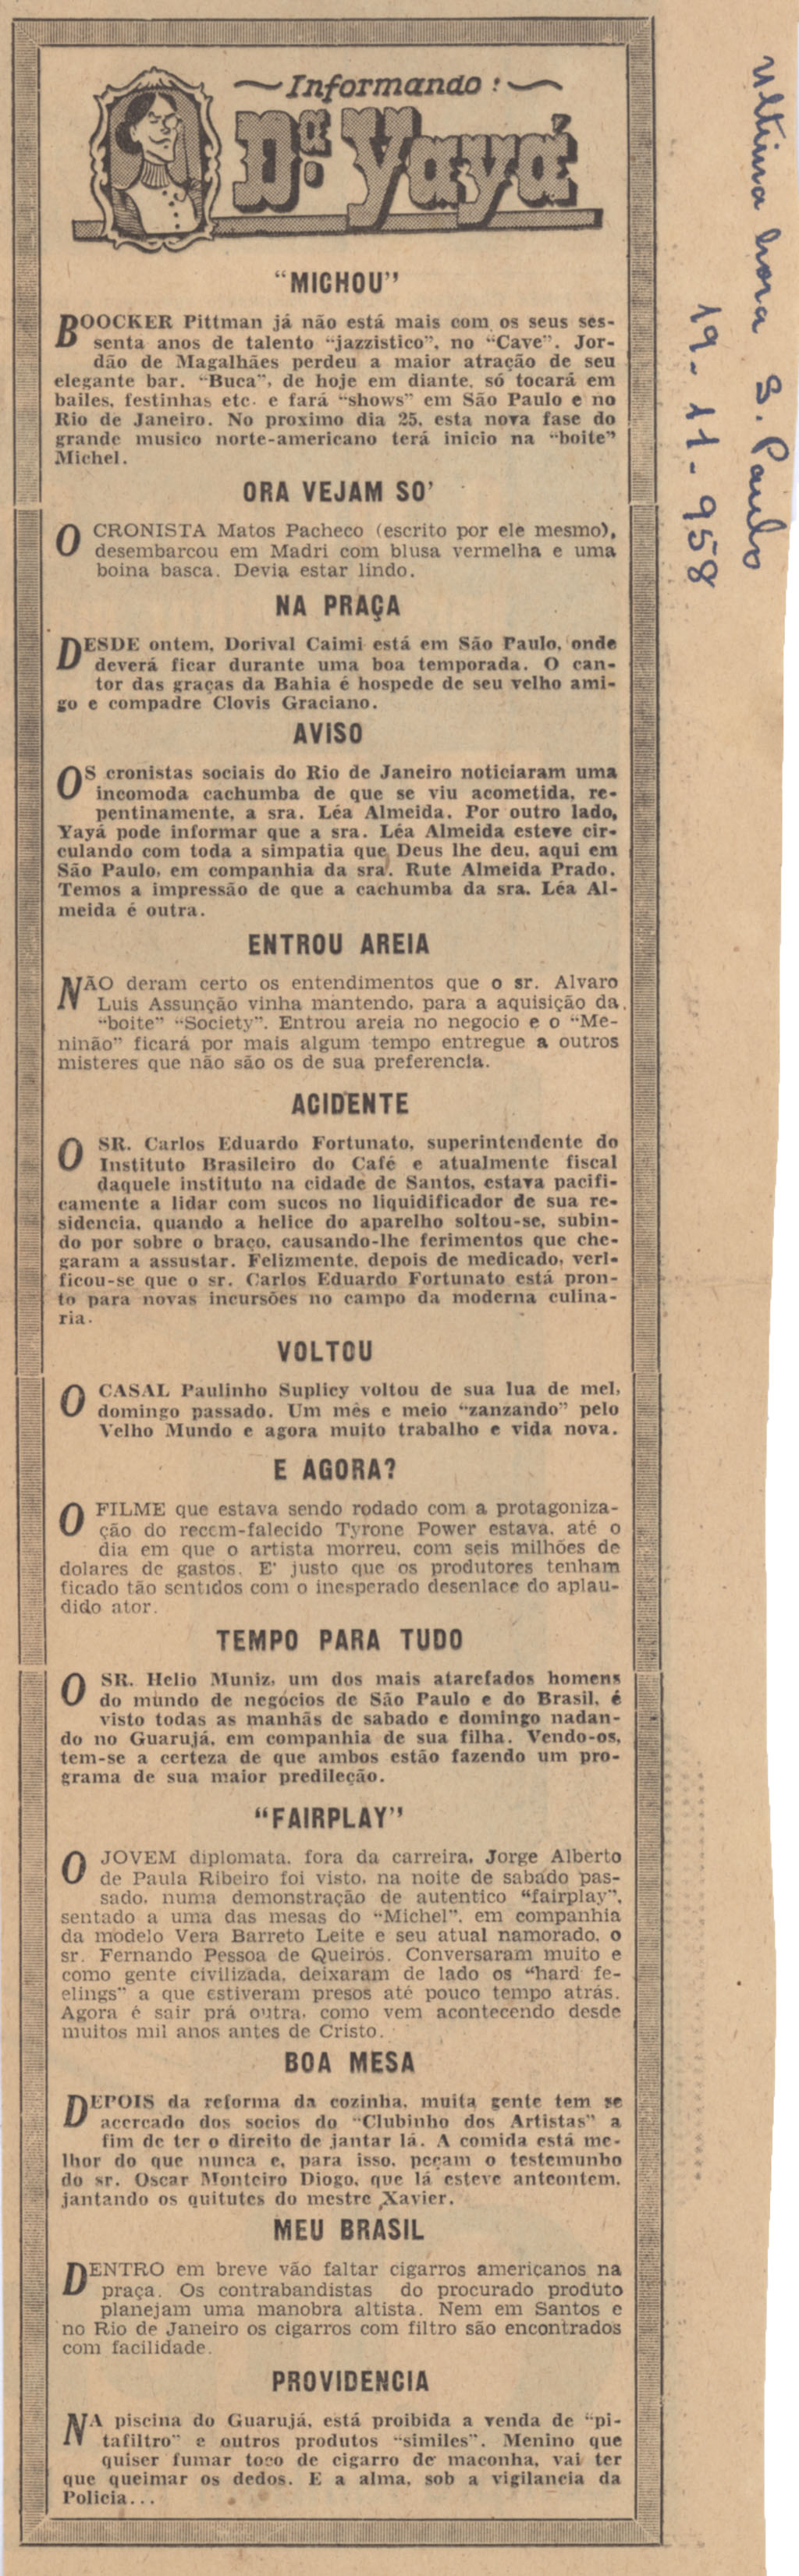 Informando:
Dª. Yayá
"MICHOU"
BOOCKER Pittman já não está mais com os seus ses-
senta anos de talento "jazzistico", no "Cave". Jor-
dão de Magalhães perdeu a maior atração de seu
elegante bar. "Buca", de hoje em diante, só tocará em
bailes, festinhas etc. e fará "shows" em São Paulo e no
Rio de Janeiro. No proximo dia 25, esta nova fase do
grande musico norte-americano terá inicio na "boite"
Michel.
ORA VEJAM SO'
O CRONISTA Matos Pacheco (escrito por ele mesmo),
desembarcou em Madri com blusa vermelha e uma
boina basca. Devia estar lindo.
NA PRAÇA
DESDE ontem, Dorival Caimi está em São Paulo, onde
deverá ficar durante uma boa temporada. O can-
tor das graças da Bahia é hospede de seu velho ami-
go e compadre Clovis Graciano.
AVISO
OS cronistas sociais do Rio de Janeiro noticiaram uma
incomoda cachumba de que se viu acometida, re-
pentinamente, a sra. Léa Almeida. Por outro lado,
Yayá pode informar que a sra. Léa Almeida esteve cir-
culando com toda a simpatia que Deus lhe deu, aqui em
São Paulo, em companhia da sra. Rute Almeida Prado.
Temos a impressão de que a cachumba da sra. Léa Al-
meida é outra.
ENTROU AREIA
NÃO deram certo os entendimentos que o sr. Alvaro
Luis Assunção vinha mantendo, para a aquisição da
"boite" "Society". Entrou areia no negocio e o "Me-
ninão" ficará por mais algum tempo entregue a outros
misteres que não são os de sua preferencia.
ACIDENTE
O SR. Carlos Eduardo Fortunato, superintendente do
Instituto Brasileiro do Café e atualmente fiscal
daquele instituto na cidade de Santos, estava pacifi-
camente a lidar com sucos no liquidificador de sua re-
sidencia, quando a helice do aparelho soltou-se, subin-
do por sobre o braço, causando-lhe ferimentos que che-
garam a assustar. Felizmente, depois de medicado, veri-
ficou-se que o sr. Carlos Eduardo Fortunato está pron-
to para novas incursões no campo da moderna culina-
ria.
VOLTOU
O CASAL Paulinho Suplicy voltou de sua lua de mel,
domingo passado. Um mês e meio "zanzando" pelo
Velho Mundo e agora muito trabalho e vida nova.
E AGORA?
O FILME que estava sendo rodado com a protagoniza-
ção do recem-falecido Tyrone Power estava, até o
dia em que o artista morreu, com seis milhões de
dolares de gastos. E' justo que os produtores tenham
ficado tão sentidos com o inesperado desenlace do aplau-
dido ator.
TEMPO PARA TUDO
O SR. Helio Muniz, um dos mais atarefados homens
do mundo de negócios de São Paulo e do Brasil, é
visto todas as manhãs de sabado e domingo nadan-
do no Guarujá, em companhia de sua filha. Vendo-os,
tem-se a certeza de que ambos estão fazendo um pro-
grama de sua maior predileção.
"FAIRPLAY"
O JOVEM diplomata, fora da carreira, Jorge Alberto
de Paula Ribeiro foi visto, na noite de sabado pas-
sado, numa demonstração de autentico "fairplay",
sentado a uma das mesas do "Michel", em companhia
da modelo Vera Barreto Leite e seu atual namorado, o
sr. Fernando Pessoa de Queirós. Conversaram muito e
como gente civilizada, deixaram de lado os "hard fe-
elings" a que estiveram presos até pouco tempo atrás.
Agora é sair prá outra, como vem acontecendo desde
muitos mil anos antes de Cristo.
BOA MESA
DEPOIS da reforma da cozinha, muita gente tem se
acercado dos socios do "Clubinho dos Artistas" a
fim de ter o direito de jantar lá. A comida está me-
lhor do que nunca e, para isso, peçam o testemunho
do sr. Oscar Monteiro Diogo, que lá esteve anteontem,
jantando os quitutes do mestre Xavier.
MEU BRASIL
DENTRO em breve vão faltar cigarros americanos na
praça. Os contrabandistas do procurado produto
planejam uma manobra altista. Nem em Santos e
no Rio de Janeiro os cigarros com filtro são encontrados
com facilidade.
PROVIDENCIA
NA piscina do Guarujá, está proibida a venda de "pi-
tafiltro" e outros produtos "similes". Menino que
quiser fumar toco de cigarro de maconha, vai ter
que queimar os dedos. E a alma, sob a vigilancia da
Policia...
Ultima hora S. Paulo
19-11-958